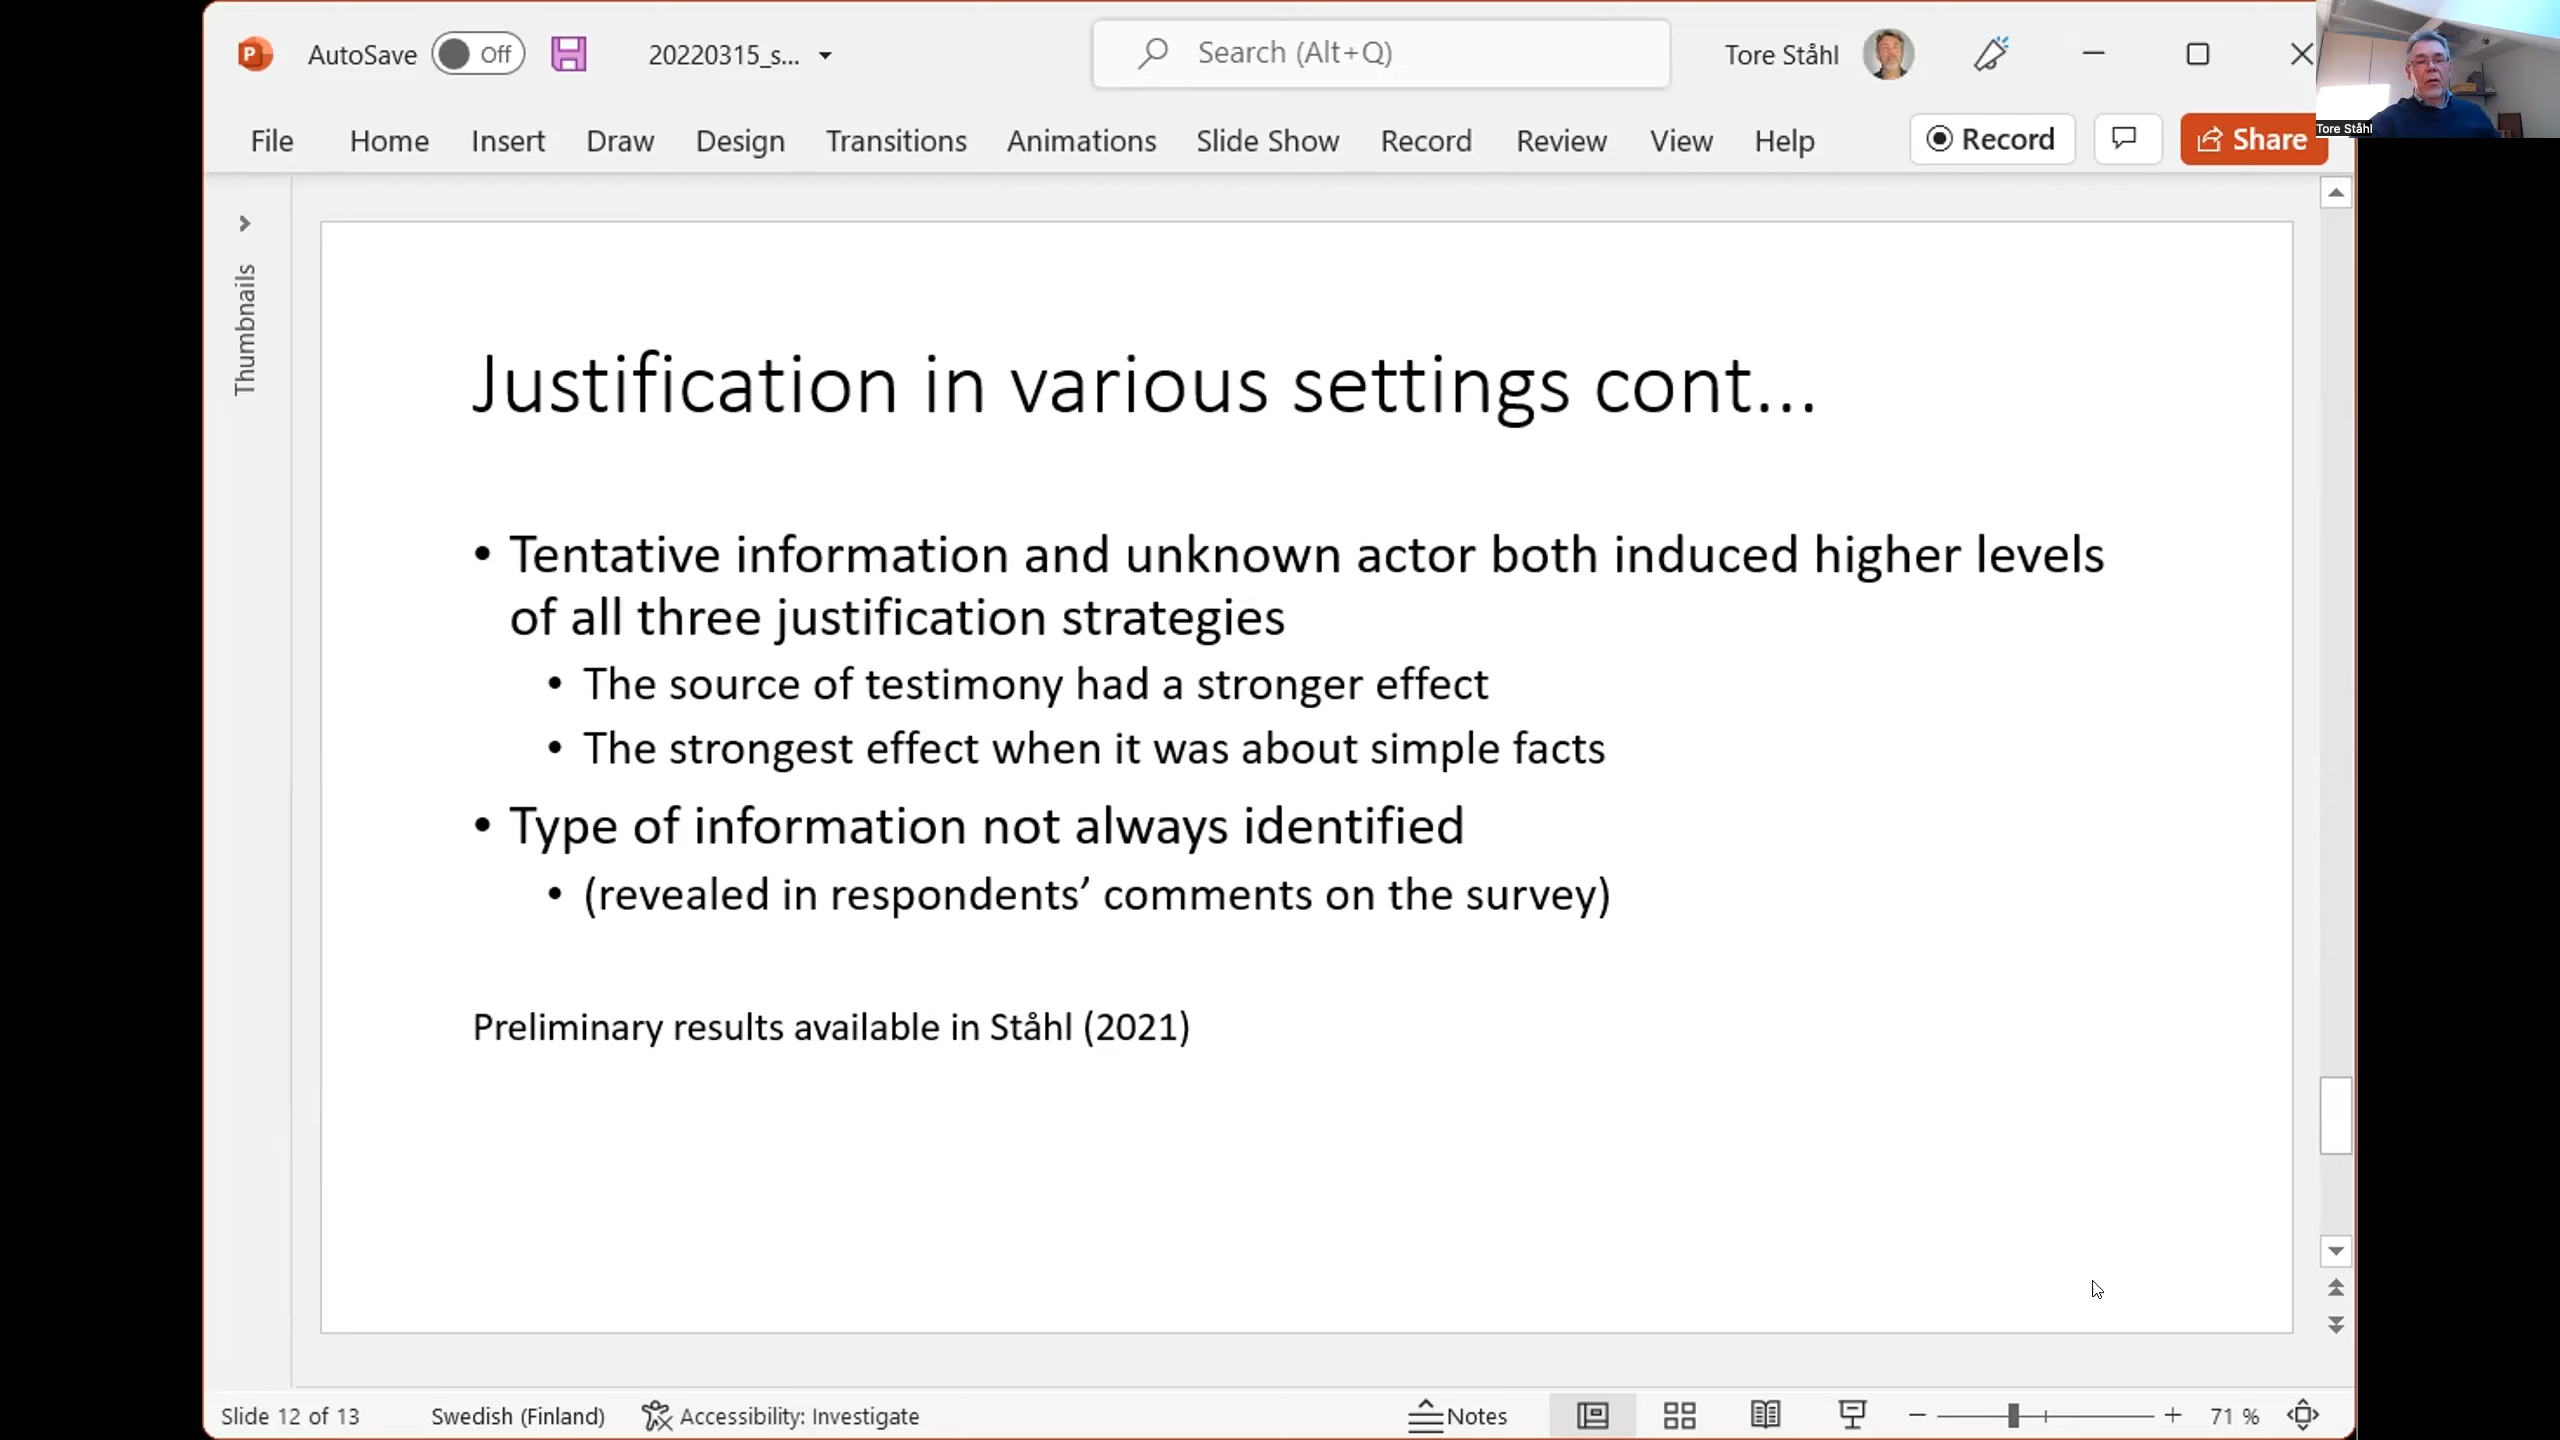 AutoSave Off 20220315_s... Search (Alt+Q) Tore Ståhl
Tore Ståhl
File Home Insert Draw Design Transitions Animations Slide Show Record Review View Help Record Share
Thumbnails
Justification in various settings cont...
• Tentative information and unknown actor both induced higher levels
of all three justification strategies
• The source of testimony had a stronger effect
• The strongest effect when it was about simple facts
• Type of information not always identified
• (revealed in respondents’ comments on the survey)
Preliminary results available in Ståhl (2021)
Slide 12 of 13 Swedish (Finland) Accessibility: Investigate Notes 71 %